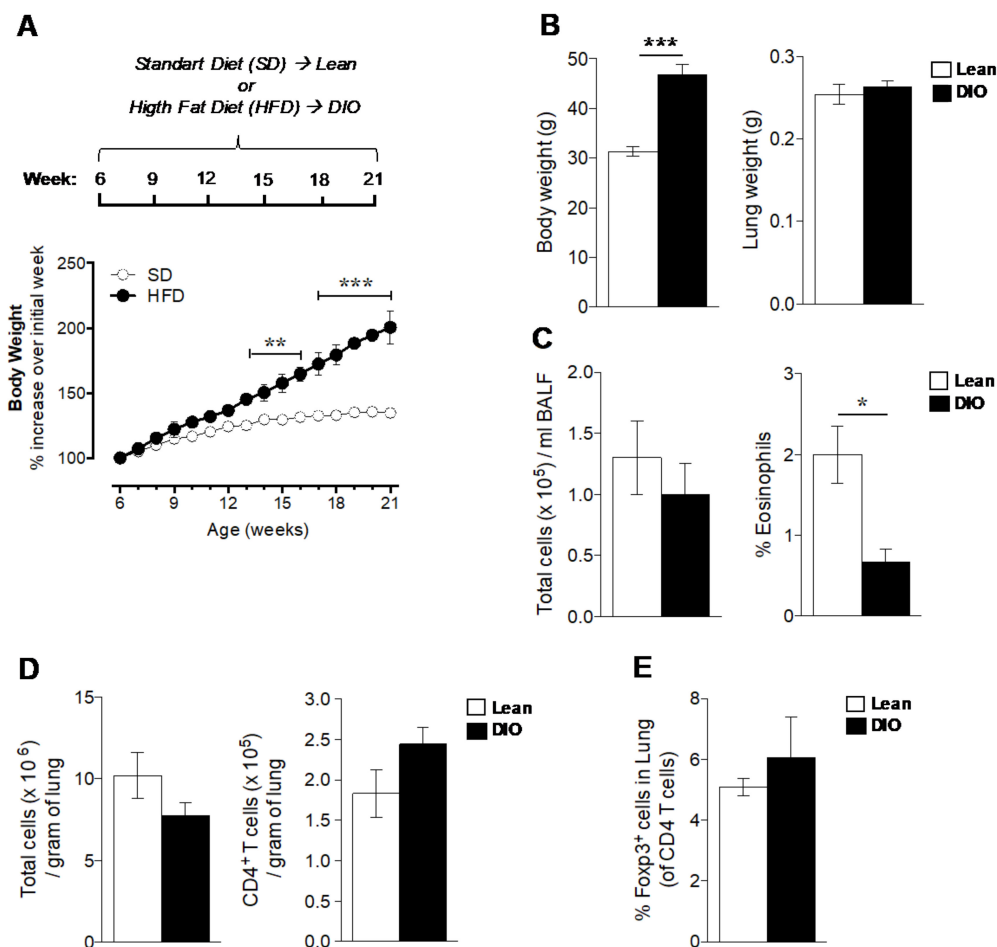 A
Standart Diet (SD) → Lean
or
Higth Fat Diet (HFD) → DIO
Week:
6 9 12 15 18 21
Body Weight
% increase over initial week
250
200
150
100
SD
HFD
**
***
6 9 12 15 18 21
Age (weeks)
B
Body weight (g)
50
40
30
20
10
0
***
Lung weight (g)
0.3
0.2
0.1
0.0
Lean
DIO
C
Total cells (x 10⁵) / ml BALF
2.0
1.5
1.0
0.5
0.0
% Eosinophils
3
2
1
0
*
Lean
DIO
D
Total cells (x 10⁶)
/ gram of lung
15
10
5
0
CD4⁺ T cells (x 10⁵)
/ gram of lung
3.0
2.5
2.0
1.5
1.0
0.5
0.0
Lean
DIO
E
% Foxp3⁺ cells in Lung
(of CD4 T cells)
8
6
4
2
0
Lean
DIO